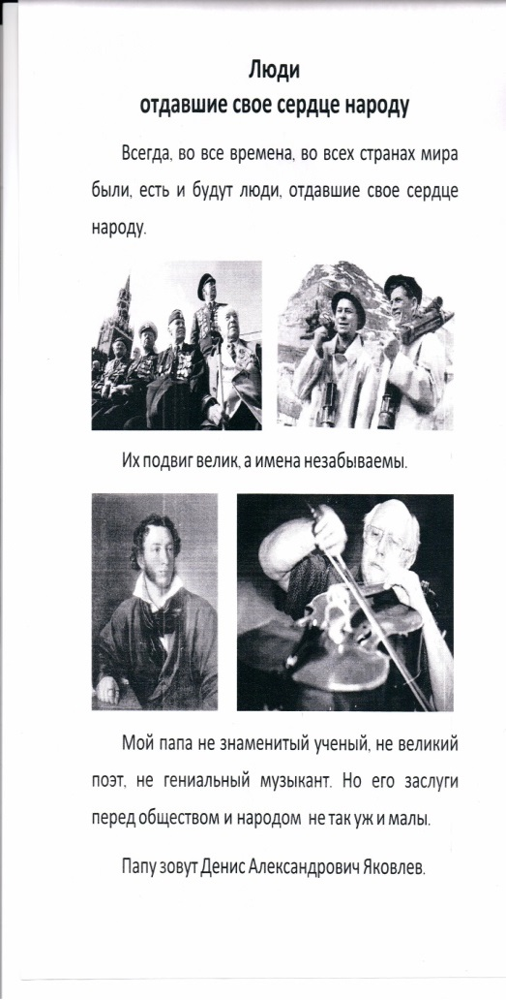 Люди
отдавшие свое сердце народу
Всегда, во все времена, во всех странах мира
были, есть и будут люди, отдавшие свое сердце
народу.
Их подвиг велик, а имена незабываемы.
Мой папа не знаменитый ученый, не великий
поэт, не гениальный музыкант. Но его заслуги
перед обществом и народом не так уж и малы.
Папу зовут Денис Александрович Яковлев.